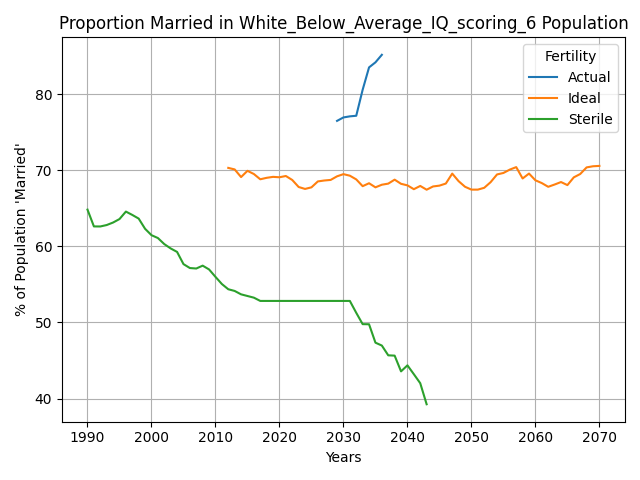 Proportion Married in White_Below_Average_IQ_scoring_6 Population
% of Population 'Married'
80
70
60
50
40
Fertility
Actual
Ideal
Sterile
1990 2000 2010 2020 2030 2040 2050 2060 2070
Years